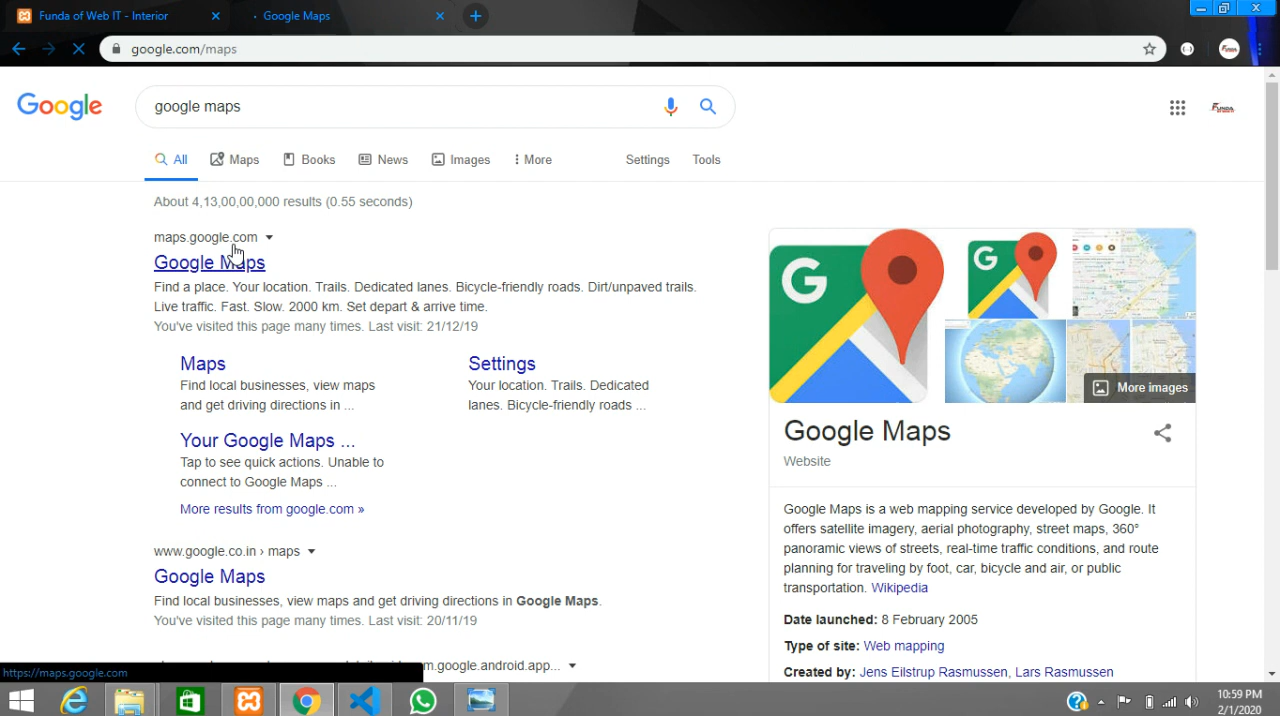 Funda of Web IT - Interior
Google Maps
google.com/maps
Google
google maps
All
Maps
Books
News
Images
More
Settings
Tools
About 4,13,00,00,000 results (0.55 seconds)
maps.google.com
Google Maps
Find a place. Your location. Trails. Dedicated lanes. Bicycle-friendly roads. Dirt/unpaved trails.
Live traffic. Fast. Slow. 2000 km. Set depart & arrive time.
You've visited this page many times. Last visit: 21/12/19
Maps
Find local businesses, view maps
and get driving directions in ...
Settings
Your location. Trails. Dedicated
lanes. Bicycle-friendly roads ...
Your Google Maps ...
Tap to see quick actions. Unable to
connect to Google Maps ...
More results from google.com »
www.google.co.in › maps
Google Maps
Find local businesses, view maps and get driving directions in Google Maps.
You've visited this page many times. Last visit: 20/11/19
m.google.android.app...
https://maps.google.com
G
G
More images
Google Maps
Website
Google Maps is a web mapping service developed by Google. It
offers satellite imagery, aerial photography, street maps, 360°
panoramic views of streets, real-time traffic conditions, and route
planning for traveling by foot, car, bicycle and air, or public
transportation. Wikipedia
Date launched: 8 February 2005
Type of site: Web mapping
Created by: Jens Eilstrup Rasmussen, Lars Rasmussen
10:59 PM
2/1/2020